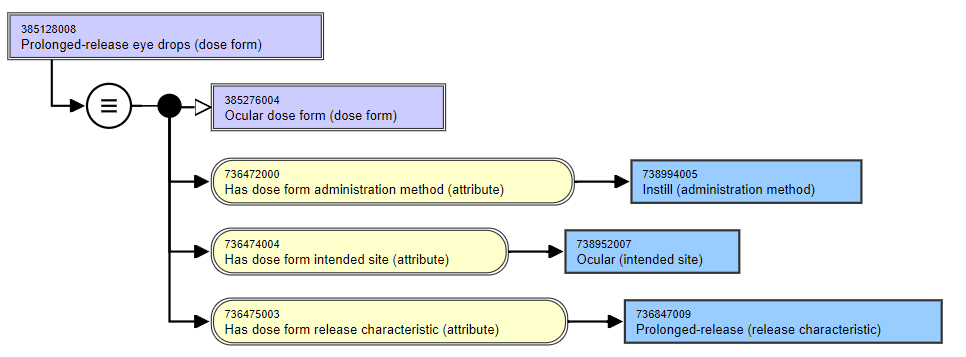 385128008
Prolonged-release eye drops (dose form)
385276004
Ocular dose form (dose form)
736472000
Has dose form administration method (attribute)
738994005
Instill (administration method)
736474004
Has dose form intended site (attribute)
738952007
Ocular (intended site)
736475003
Has dose form release characteristic (attribute)
736847009
Prolonged-release (release characteristic)